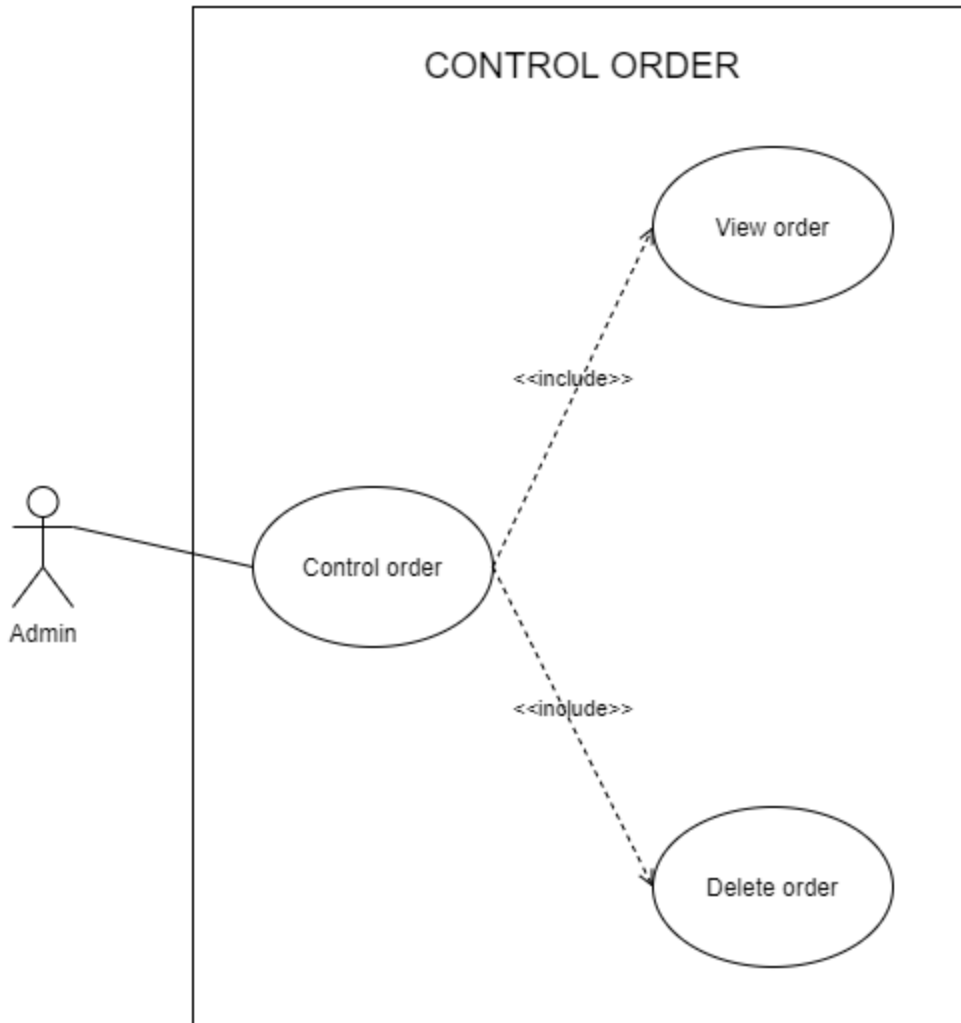 CONTROL ORDER
View order
<<include>>
Control order
Admin
<<include>>
Delete order